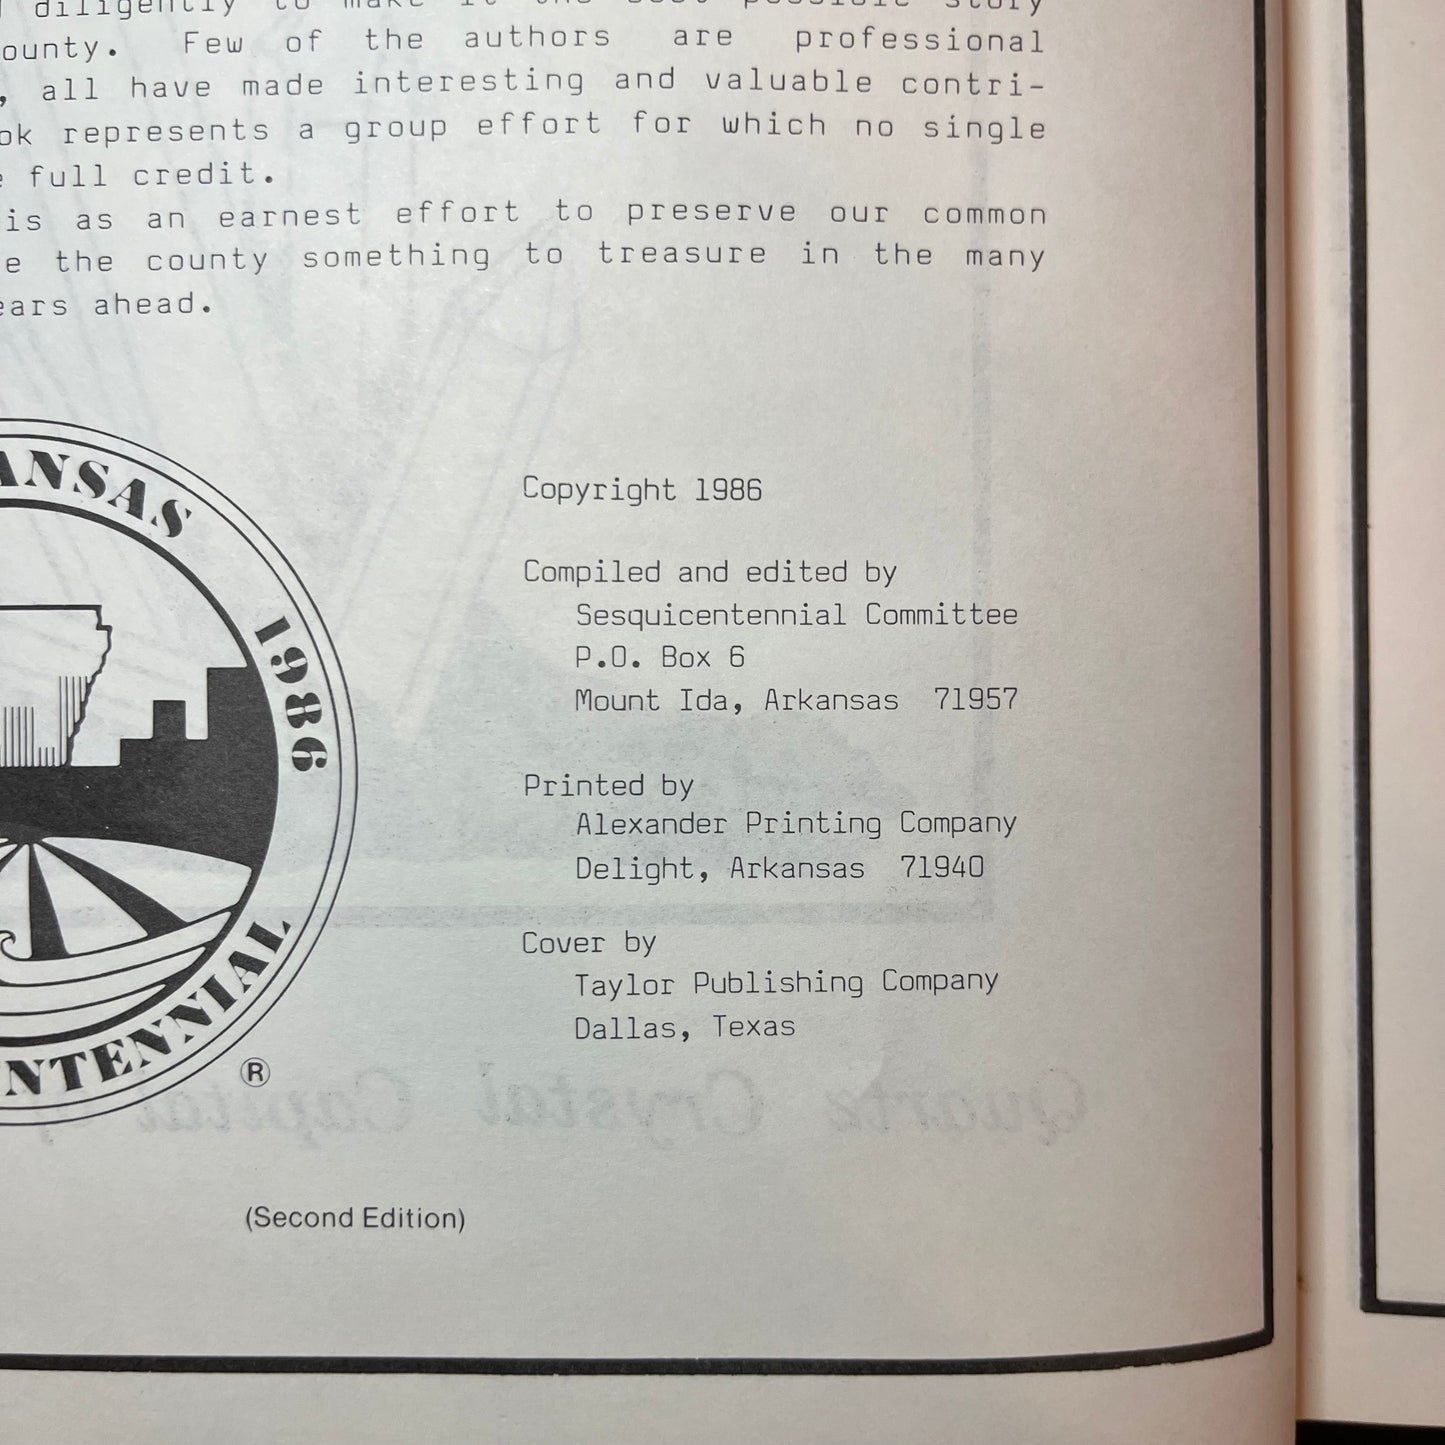 diligently to make it the best possible story
ounty. Few of the authors are professional
, all have made interesting and valuable contri-
ok represents a group effort for which no single
e full credit.
is as an earnest effort to preserve our common
e the county something to treasure in the many
ears ahead.
ANSAS
1986
NTENNIAL
®
Copyright 1986
Compiled and edited by
Sesquicentennial Committee
P.O. Box 6
Mount Ida, Arkansas 71957
Printed by
Alexander Printing Company
Delight, Arkansas 71940
Cover by
Taylor Publishing Company
Dallas, Texas
Quartz Crystal Capital
(Second Edition)